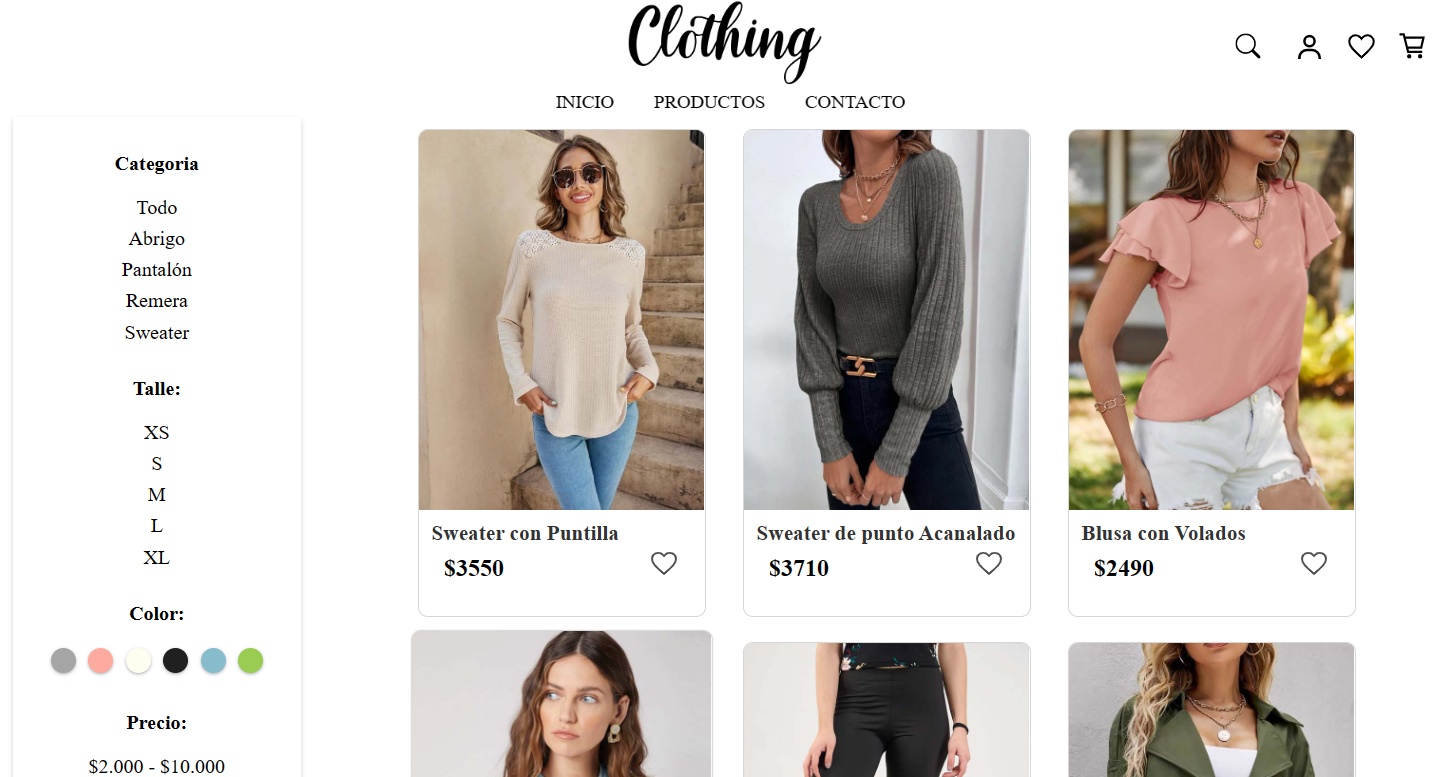 Clothing
INICIO PRODUCTOS CONTACTO
Categoria
Todo
Abrigo
Pantalón
Remera
Sweater
Talle:
XS
S
M
L
XL
Color:
Precio:
$2.000 - $10.000
Sweater con Puntilla
$3550
Sweater de punto Acanalado
$3710
Blusa con Volados
$2490